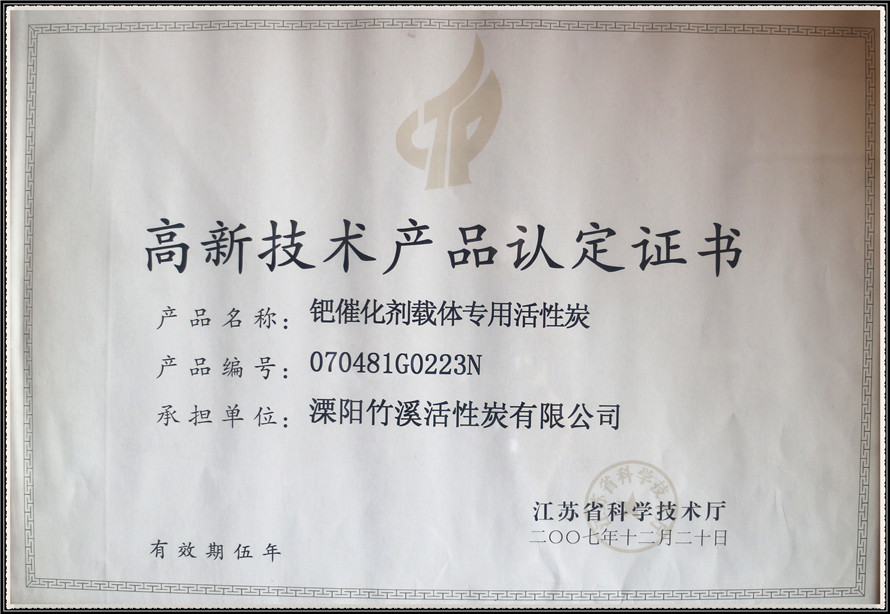 高新技术产品认定证书
产品名称：钯催化剂载体专用活性炭
产品编号：070481G0223N
承担单位：溧阳竹溪活性炭有限公司
江苏省科学技术厅
二〇〇七年十二月二十日
有效期伍年